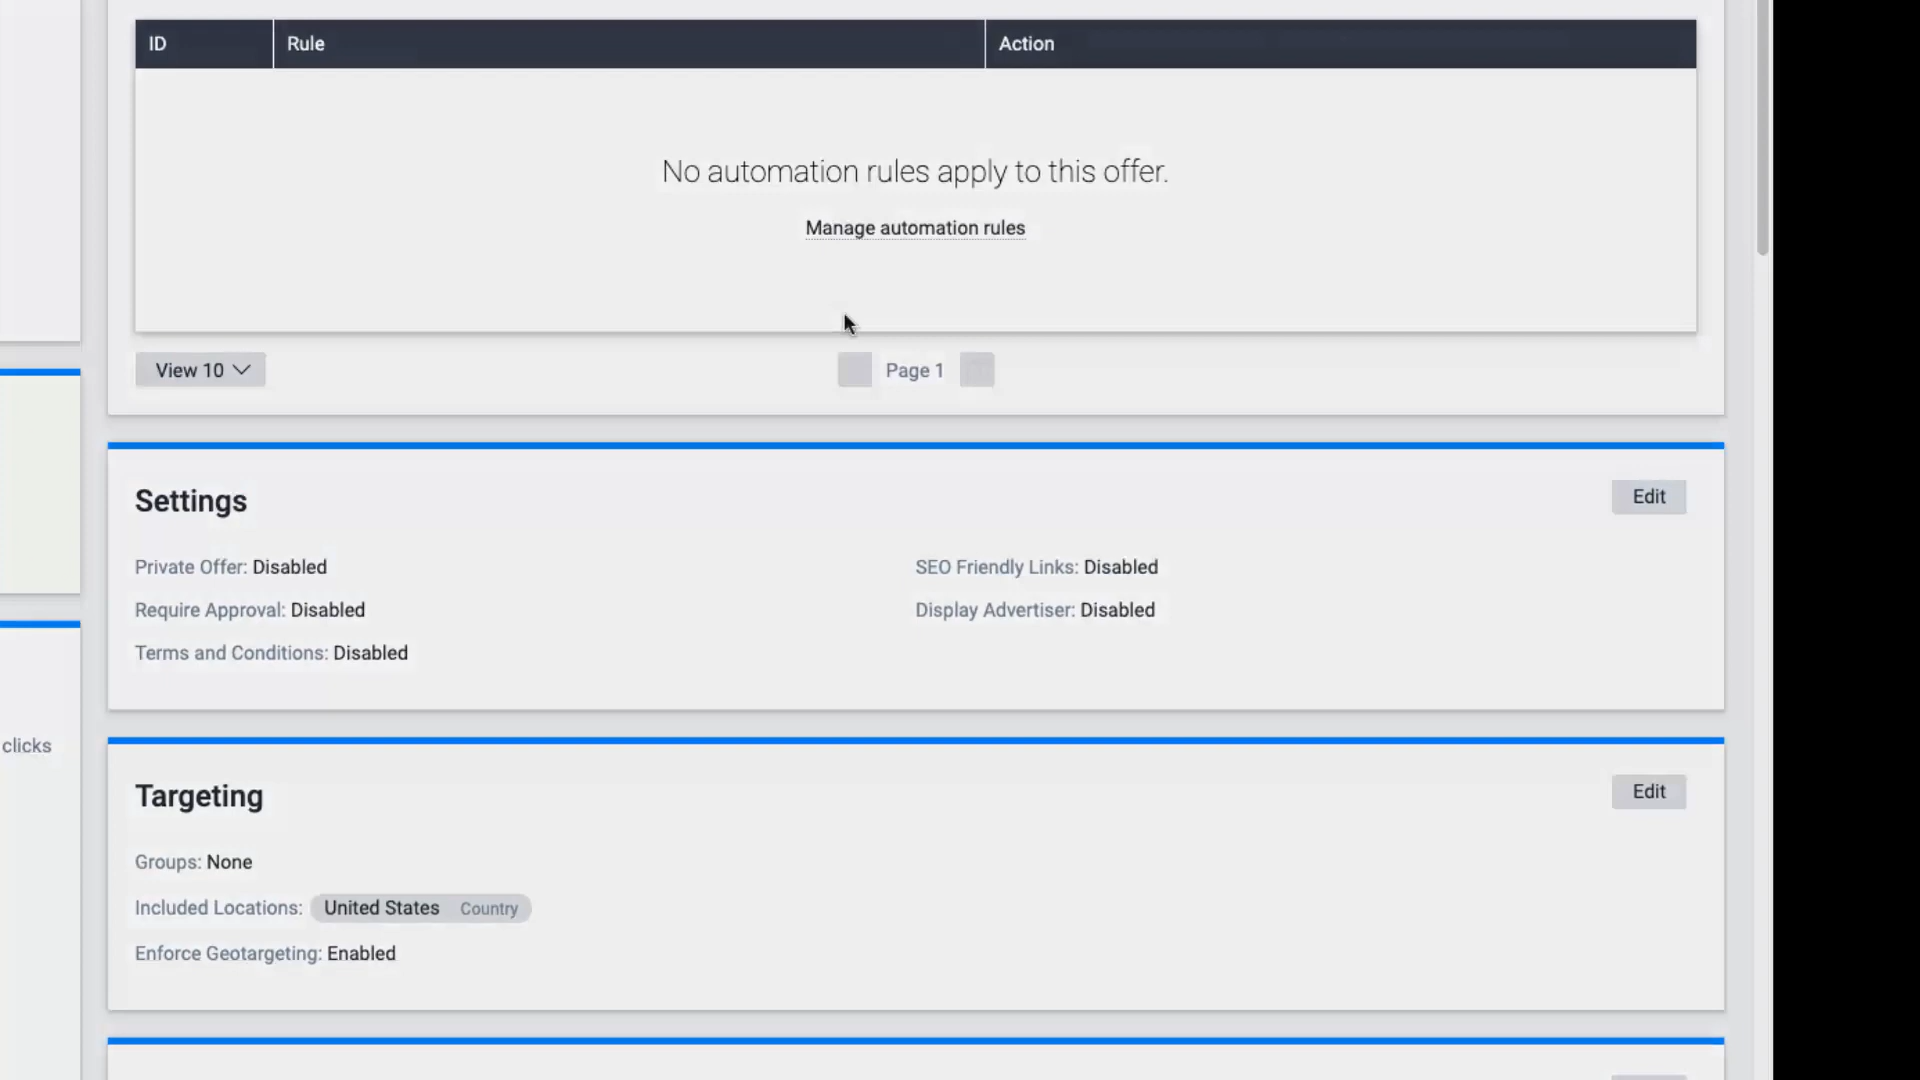 ID Rule Action
No automation rules apply to this offer.
Manage automation rules
View 10 Page 1
Settings Edit
Private Offer: Disabled SEO Friendly Links: Disabled
Require Approval: Disabled Display Advertiser: Disabled
Terms and Conditions: Disabled
clicks
Targeting Edit
Groups: None
Included Locations: United States Country
Enforce Geotargeting: Enabled